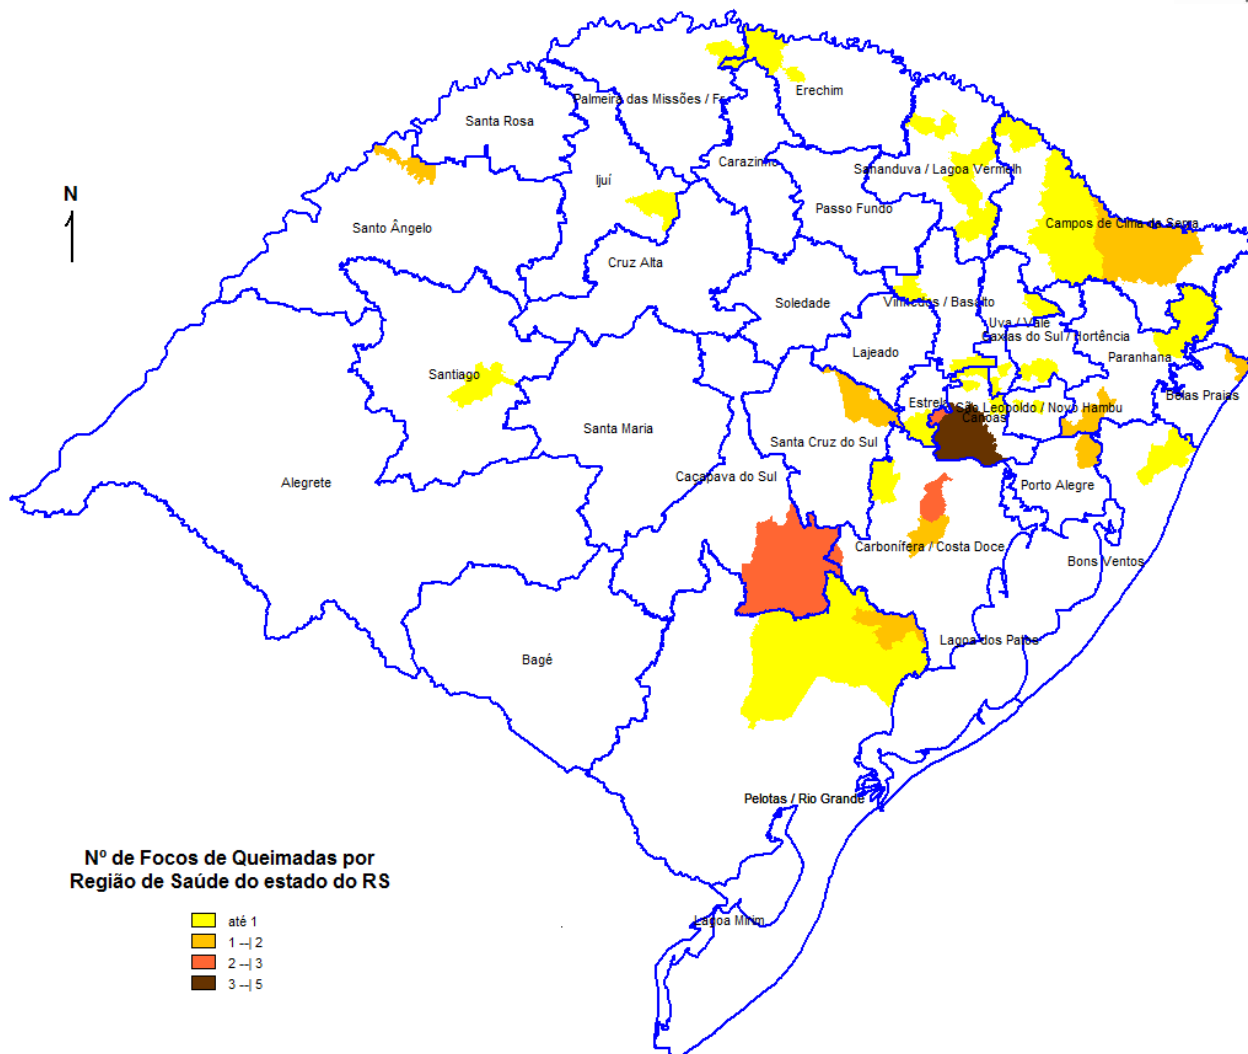 Palmeira das Missões / Fr
Erechim
Santa Rosa
Carazinho
Sananduva / Lagoa Vermelh
Ijuí
N
Passo Fundo
Santo Ângelo
Campos de Cima da Serra
Cruz Alta
Soledade
Vinhedos / Basalto
Uva / Vale
Caxias do Sul / Hortência
Lajeado
Paranhana
Santiago
Belas Praias
Estrela
São Leopoldo / Novo Hambu
Canoas
Santa Maria
Santa Cruz do Sul
Caçapava do Sul
Alegrete
Porto Alegre
Carbonífera / Costa Doce
Bons Ventos
Lagoa dos Patos
Bagé
Pelotas / Rio Grande
Nº de Focos de Queimadas por
Região de Saúde do estado do RS
até 1
1 --| 2
2 --| 3
3 --| 5
Lagoa Mirim